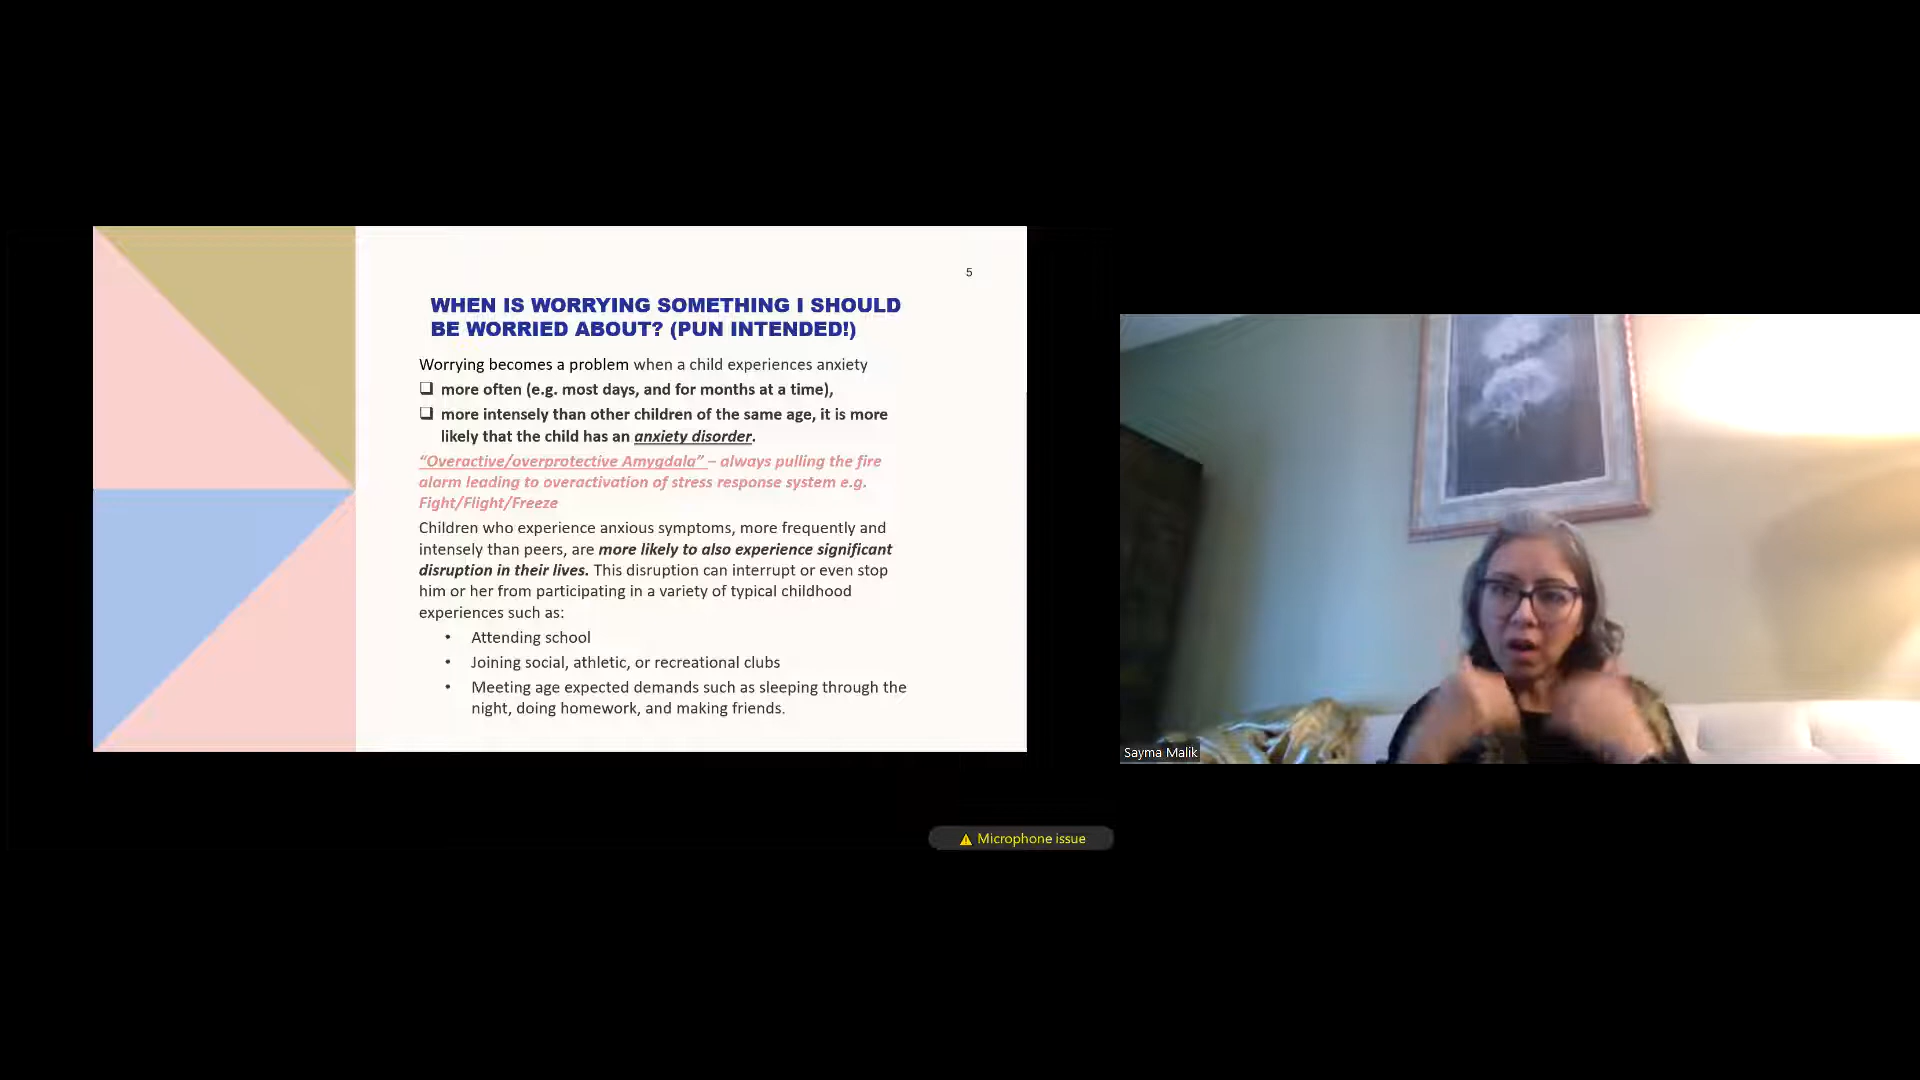 5
WHEN IS WORRYING SOMETHING I SHOULD
BE WORRIED ABOUT? (PUN INTENDED!)
Worrying becomes a problem when a child experiences anxiety
❑ more often (e.g. most days, and for months at a time),
❑ more intensely than other children of the same age, it is more
likely that the child has an anxiety disorder.
“Overactive/overprotective Amygdala” – always pulling the fire
alarm leading to overactivation of stress response system e.g.
Fight/Flight/Freeze
Children who experience anxious symptoms, more frequently and
intensely than peers, are more likely to also experience significant
disruption in their lives. This disruption can interrupt or even stop
him or her from participating in a variety of typical childhood
experiences such as:
• Attending school
• Joining social, athletic, or recreational clubs
• Meeting age expected demands such as sleeping through the
night, doing homework, and making friends.
Sayma Malik
Microphone issue